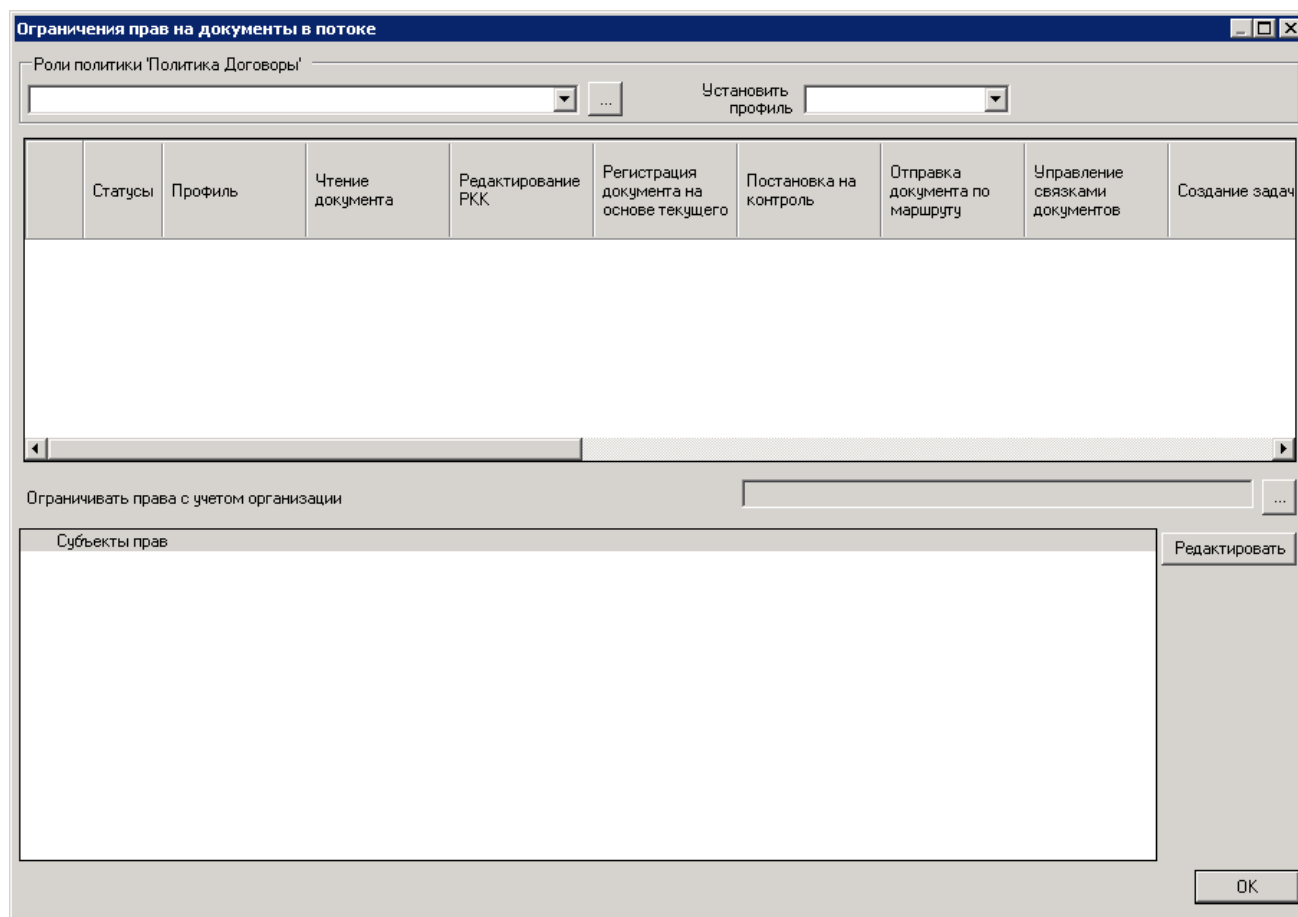 Ограничения прав на документы в потоке
Роли политики 'Политика Договоры'
...
Установить
профиль
Статусы
Профиль
Чтение
документа
Редактирование
РКК
Регистрация
документа на
основе текущего
Постановка на
контроль
Отправка
документа по
маршруту
Управление
связками
документов
Создание задач
Ограничивать права с учетом организации
...
Субъекты прав
Редактировать
OK